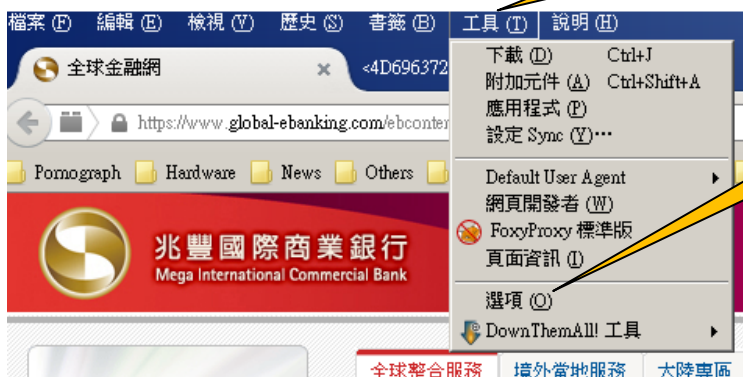 檔案 (F) 編輯 (E) 檢視 (V) 歷史 (S) 書籤 (B) 工具 (T) 說明 (H)
全球金融網 × <4D696372
https://www.global-ebanking.com/ebconter
Pornograph Hardware News Others
兆豐國際商業銀行
Mega International Commercial Bank
下載 (D) Ctrl+J
附加元件 (A) Ctrl+Shift+A
應用程式 (P)
設定 Sync (Y)…
Default User Agent
網頁開發者 (W)
FoxyProxy 標準版
頁面資訊 (I)
選項 (O)
DownThemAll! 工具
全球整合服務 境外當地服務 大陸專區